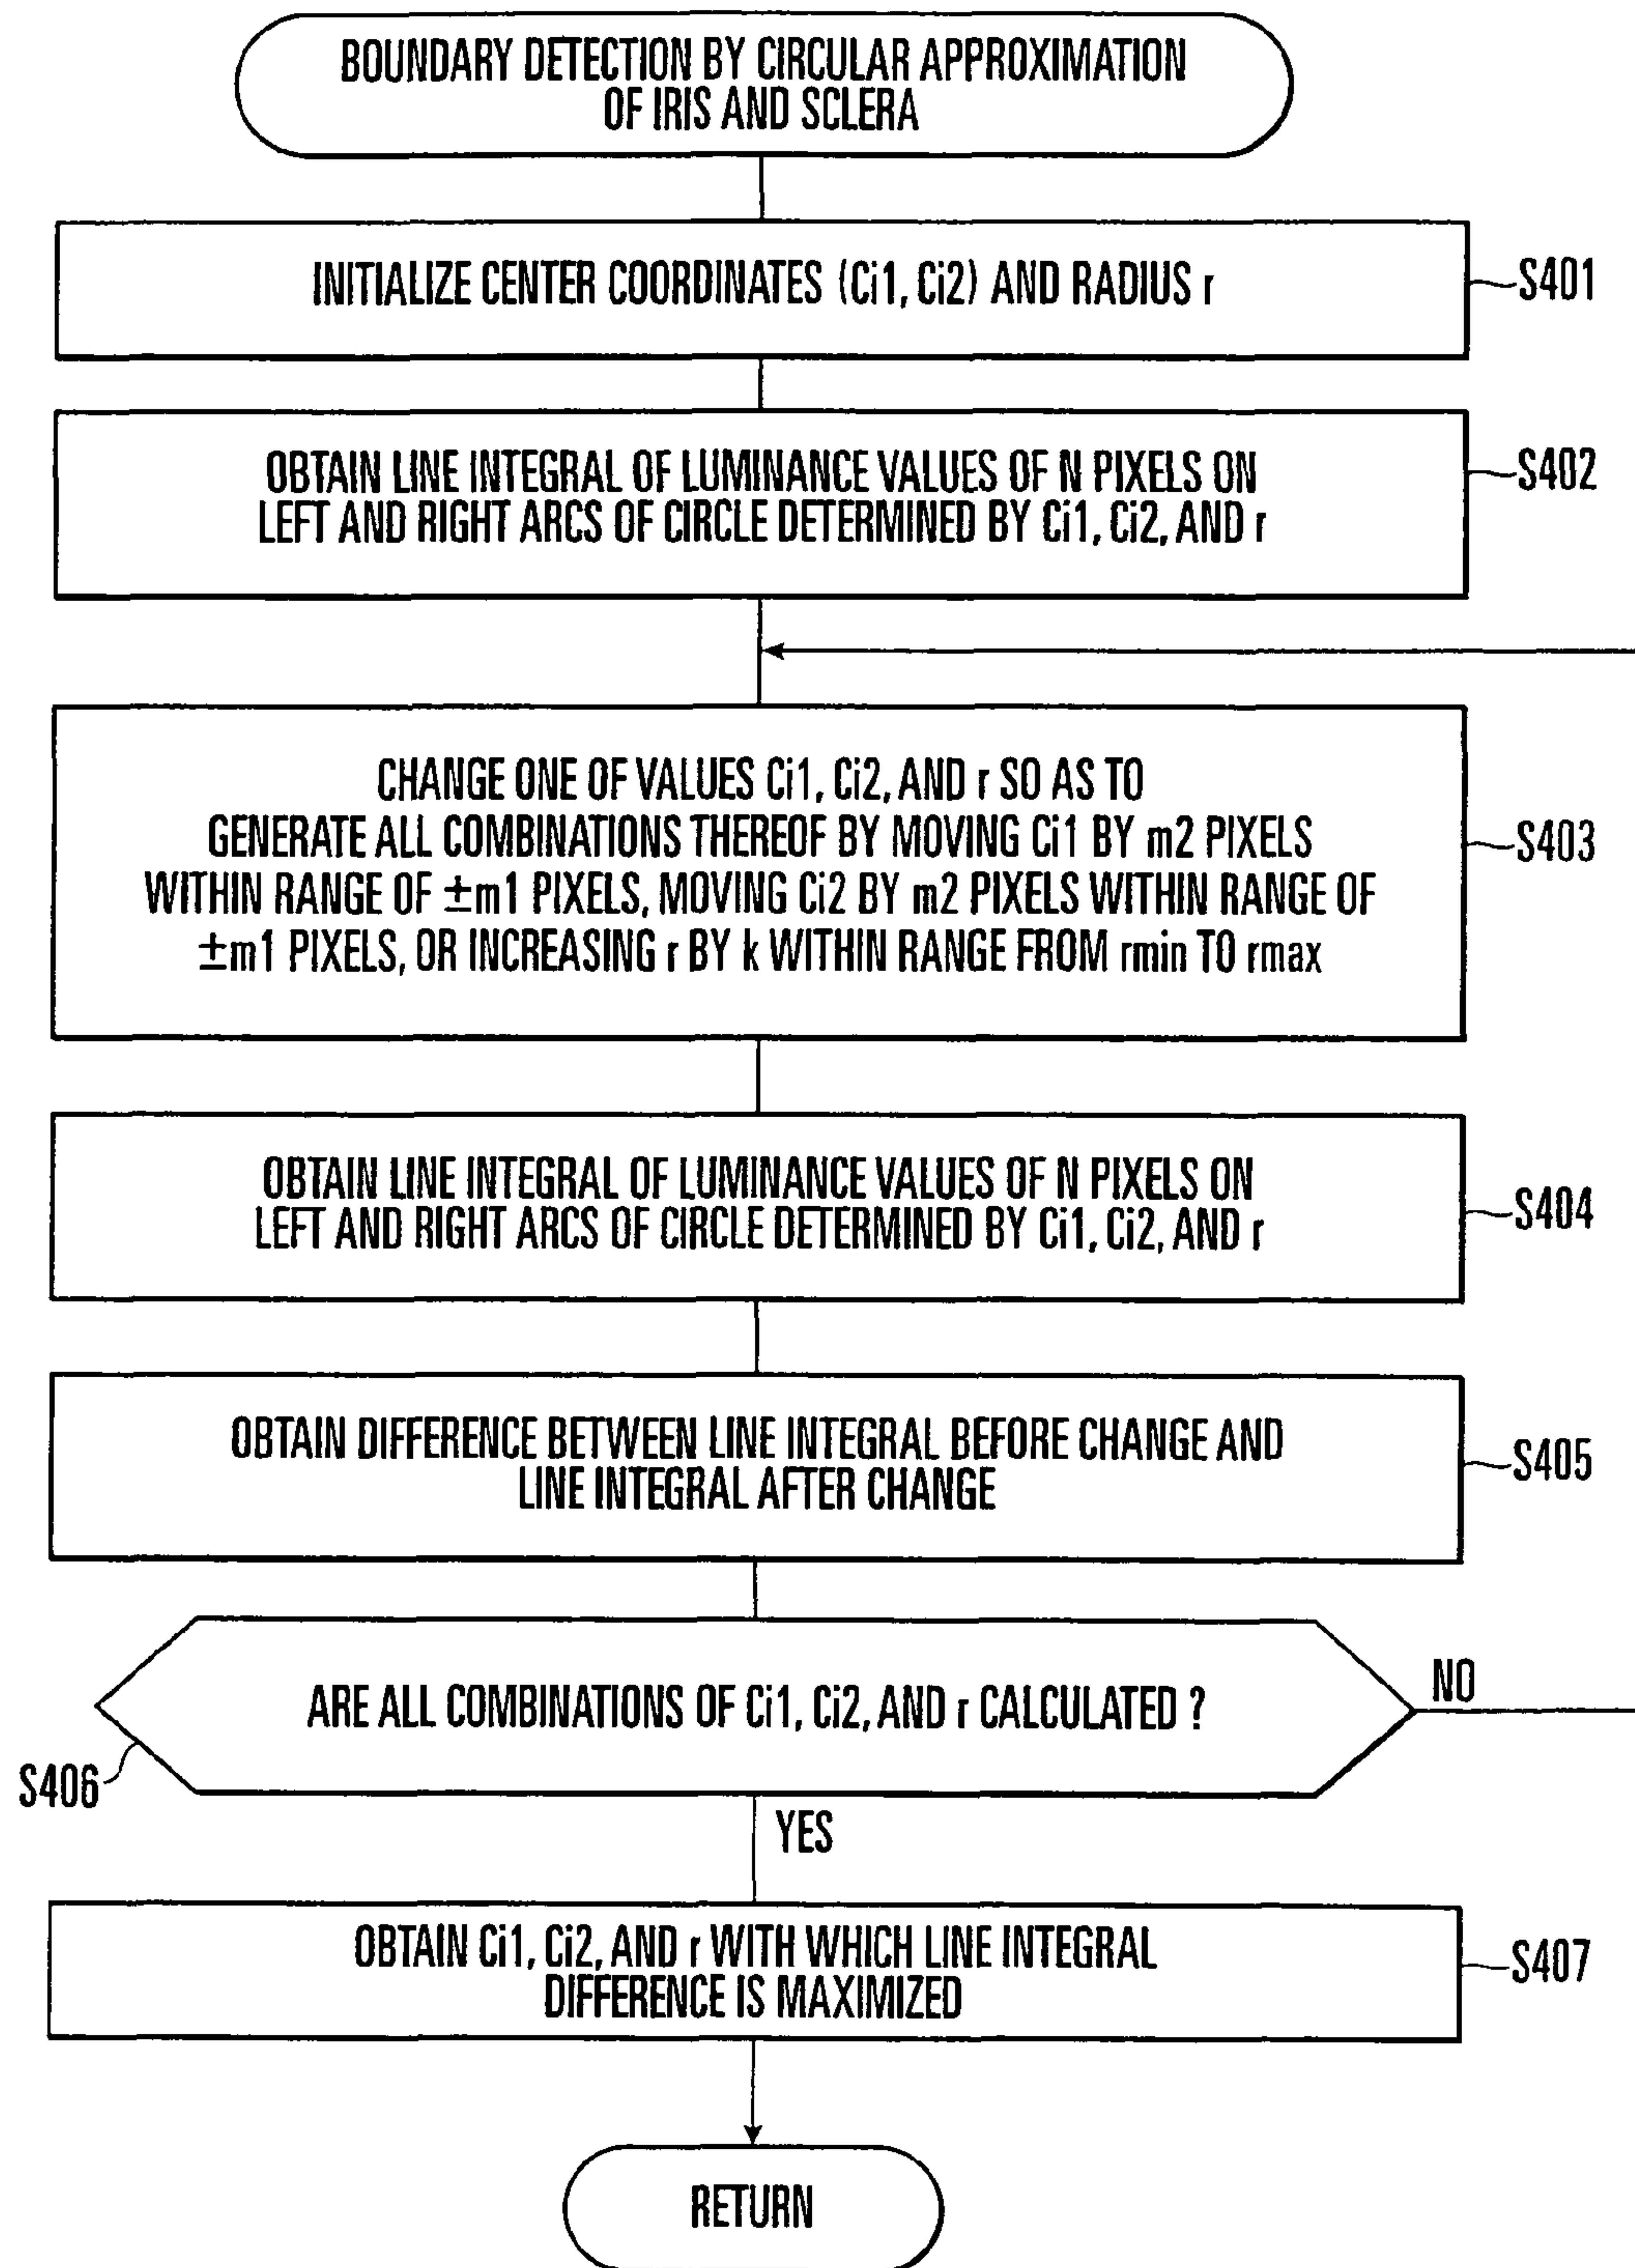 BOUNDARY DETECTION BY CIRCULAR APPROXIMATION
OF IRIS AND SCLERA
INITIALIZE CENTER COORDINATES (Ci1, Ci2) AND RADIUS r
S401
OBTAIN LINE INTEGRAL OF LUMINANCE VALUES OF N PIXELS ON
LEFT AND RIGHT ARCS OF CIRCLE DETERMINED BY Ci1, Ci2, AND r
S402
CHANGE ONE OF VALUES Ci1, Ci2, AND r SO AS TO
GENERATE ALL COMBINATIONS THEREOF BY MOVING Ci1 BY m2 PIXELS
WITHIN RANGE OF ±m1 PIXELS, MOVING Ci2 BY m2 PIXELS WITHIN RANGE OF
±m1 PIXELS, OR INCREASING r BY k WITHIN RANGE FROM rmin TO rmax
S403
OBTAIN LINE INTEGRAL OF LUMINANCE VALUES OF N PIXELS ON
LEFT AND RIGHT ARCS OF CIRCLE DETERMINED BY Ci1, Ci2, AND r
S404
OBTAIN DIFFERENCE BETWEEN LINE INTEGRAL BEFORE CHANGE AND
LINE INTEGRAL AFTER CHANGE
S405
ARE ALL COMBINATIONS OF Ci1, Ci2, AND r CALCULATED ?
NO
S406
YES
OBTAIN Ci1, Ci2, AND r WITH WHICH LINE INTEGRAL
DIFFERENCE IS MAXIMIZED
S407
RETURN